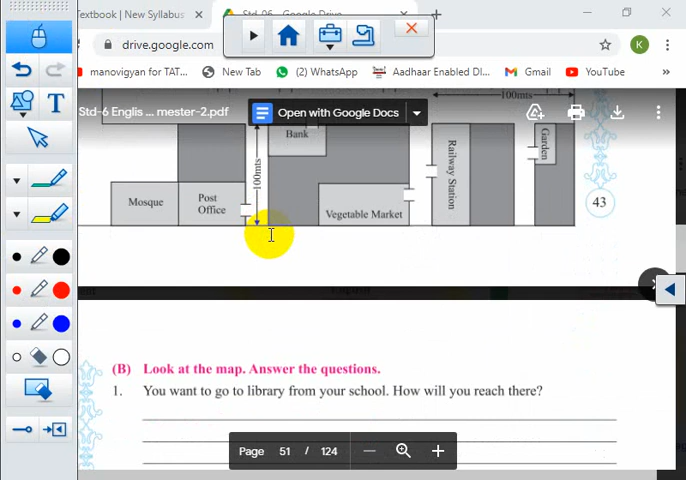 Textbook | New Syllabus
Std-06 - Google Drive
drive.google.com
K
manovigyan for TAT...
New Tab
(2) WhatsApp
Aadhaar Enabled DI...
Gmail
YouTube
»
100mts
Std-6 Englis ... mester-2.pdf
Open with Google Docs
T
Bank
100mts
Railway Station
Garden
Mosque
Post
Office
Vegetable Market
43
(B) Look at the map. Answer the questions.
1. You want to go to library from your school. How will you reach there?
Page 51 / 124